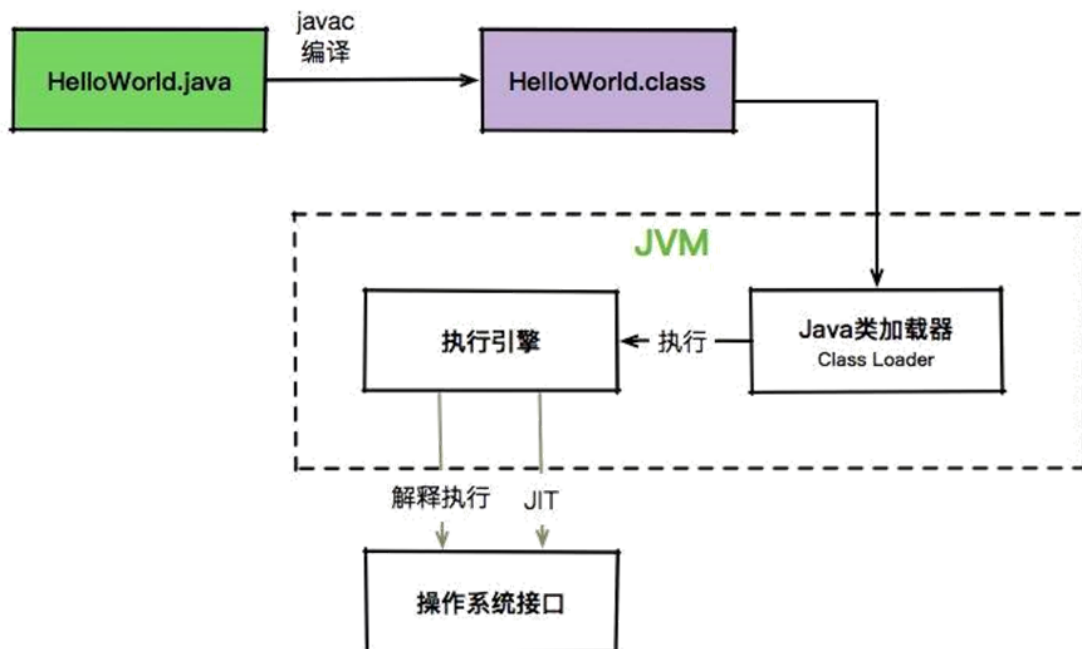 javac
编译
HelloWorld.java
HelloWorld.class
JVM
执行引擎
执行
Java类加载器
Class Loader
解释执行
JIT
操作系统接口